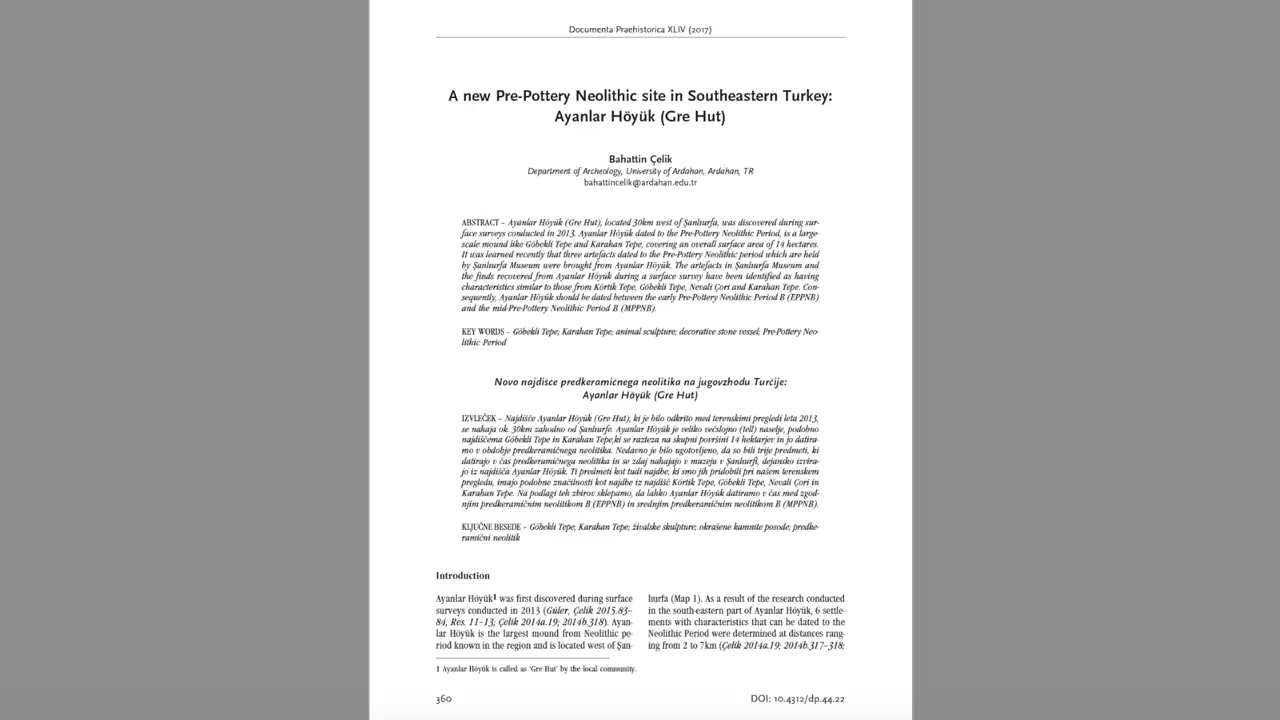 Documenta Praehistorica XLIV (2017)
A new Pre-Pottery Neolithic site in Southeastern Turkey:
Ayanlar Höyük (Gre Hut)
Bahattin Çelik
Department of Archeology, University of Ardahan, Ardahan, TR
bahattincelik@ardahan.edu.tr
ABSTRACT – Ayanlar Höyük (Gre Hut), located 30km west of Şanlıurfa, was discovered during sur-
face surveys conducted in 2013. Ayanlar Höyük dated to the Pre-Pottery Neolithic Period, is a large-
scale mound like Göbekli Tepe and Karahan Tepe, covering an overall surface area of 14 hectares.
It was learned recently that three artefacts dated to the Pre-Pottery Neolithic period which are held
by Şanlıurfa Museum were brought from Ayanlar Höyük. The artefacts in Şanlıurfa Museum and
the finds recovered from Ayanlar Höyük during a surface survey have been identified as having
characteristics similar to those from Körtik Tepe, Göbekli Tepe, Nevali Çori and Karahan Tepe. Con-
sequently, Ayanlar Höyük should be dated between the early Pre-Pottery Neolithic Period B (EPPNB)
and the mid-Pre-Pottery Neolithic Period B (MPPNB).
KEY WORDS – Göbekli Tepe; Karahan Tepe; animal sculpture; decorative stone vessel; Pre-Pottery Neo-
lithic Period
Novo najdišče predkeramičnega neolitika na jugovzhodu Turčije:
Ayanlar Höyük (Gre Hut)
IZVLEČEK – Najdišče Ayanlar Höyük (Gre Hut), ki je bilo odkrito med terenskimi pregledi leta 2013,
se nahaja ok. 30km zahodno od Şanlıurfe. Ayanlar Höyük je veliko večslojno (tell) naselje, podobno
najdiščema Göbekli Tepe in Karahan Tepe,ki se razteza na skupni površini 14 hektarjev in jo datira-
mo v obdobje predkeramičnega neolitika. Nedavno je bilo ugotovljeno, da so bili trije predmeti, ki
datirajo v čas predkeramičnega neolitika in se zdaj nahajajo v muzeju v Şanlıurfi, dejansko izvira-
jo iz najdišča Ayanlar Höyük. Ti predmeti kot tudi najdbe, ki smo jih pridobili pri našem terenskem
pregledu, imajo podobne značilnosti kot najdbe iz najdišč Körtik Tepe, Göbekli Tepe, Nevali Çori in
Karahan Tepe. Na podlagi teh zbirov sklepamo, da lahko Ayanlar Höyük datiramo v čas med zgod-
njim predkeramičnim neolitikom B (EPPNB) in srednjim predkeramičnim neolitikom B (MPPNB).
KLJUČNE BESEDE – Göbekli Tepe; Karahan Tepe; živalske skulpture; okrašene kamnite posode; predke-
ramični neolitik
Introduction
Ayanlar Höyük1 was first discovered during surface
surveys conducted in 2013 (Güler, Çelik 2015.83–
84, Res. 11–13; Çelik 2014a.19; 2014b.318). Ayan-
lar Höyük is the largest mound from Neolithic pe-
riod known in the region and is located west of Şan-
lıurfa (Map 1). As a result of the research conducted
in the south-eastern part of Ayanlar Höyük, 6 settle-
ments with characteristics that can be dated to the
Neolithic Period were determined at distances rang-
ing from 2 to 7km (Çelik 2014a.19; 2014b.317–318;
1 Ayanlar Höyük is called as 'Gre Hut' by the local community.
360
DOI: 10.4312/dp.44.22